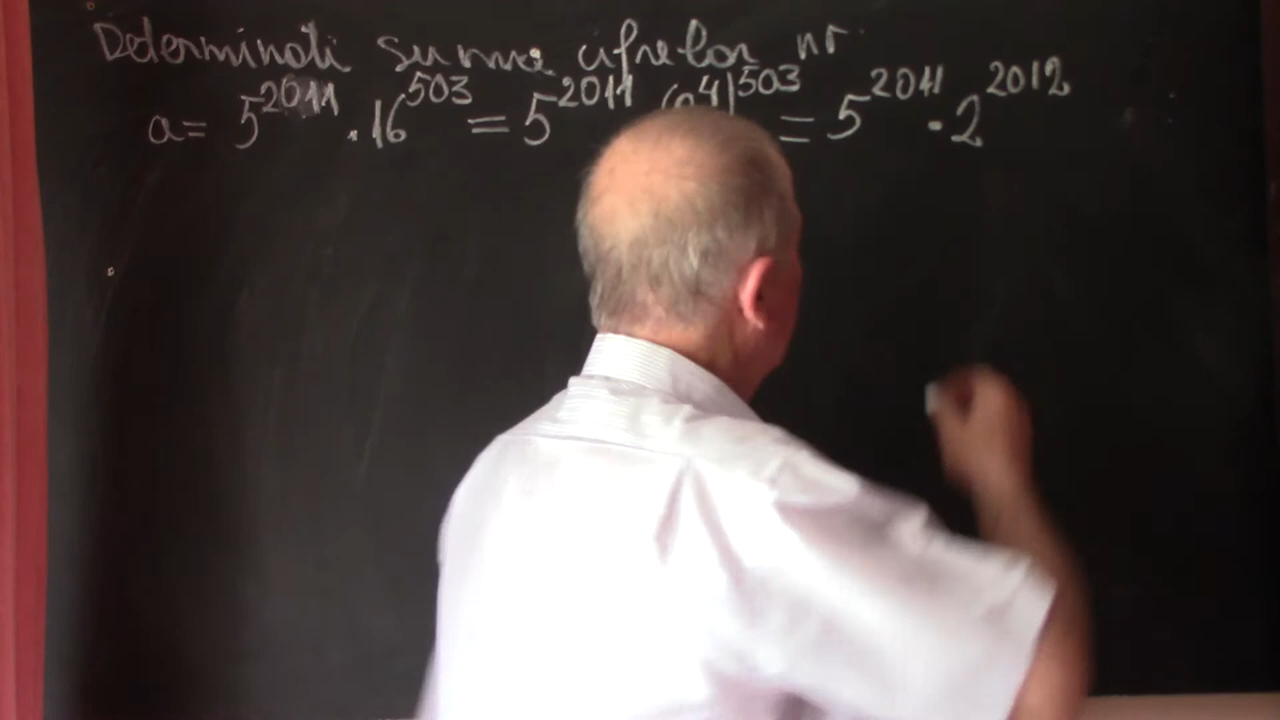 Determinati suma cifrelor nr.
a = 5^2011 · 16^503 = 5^2011 (2^4)^503 = 5^2011 · 2^2012